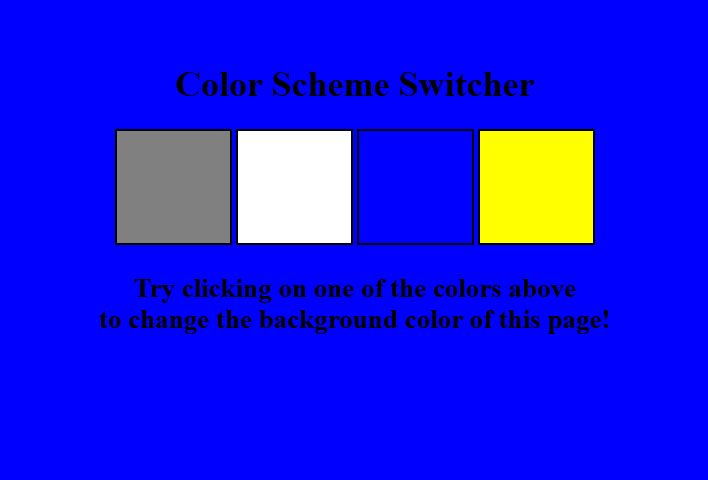 Color Scheme Switcher
Try clicking on one of the colors above
to change the background color of this page!